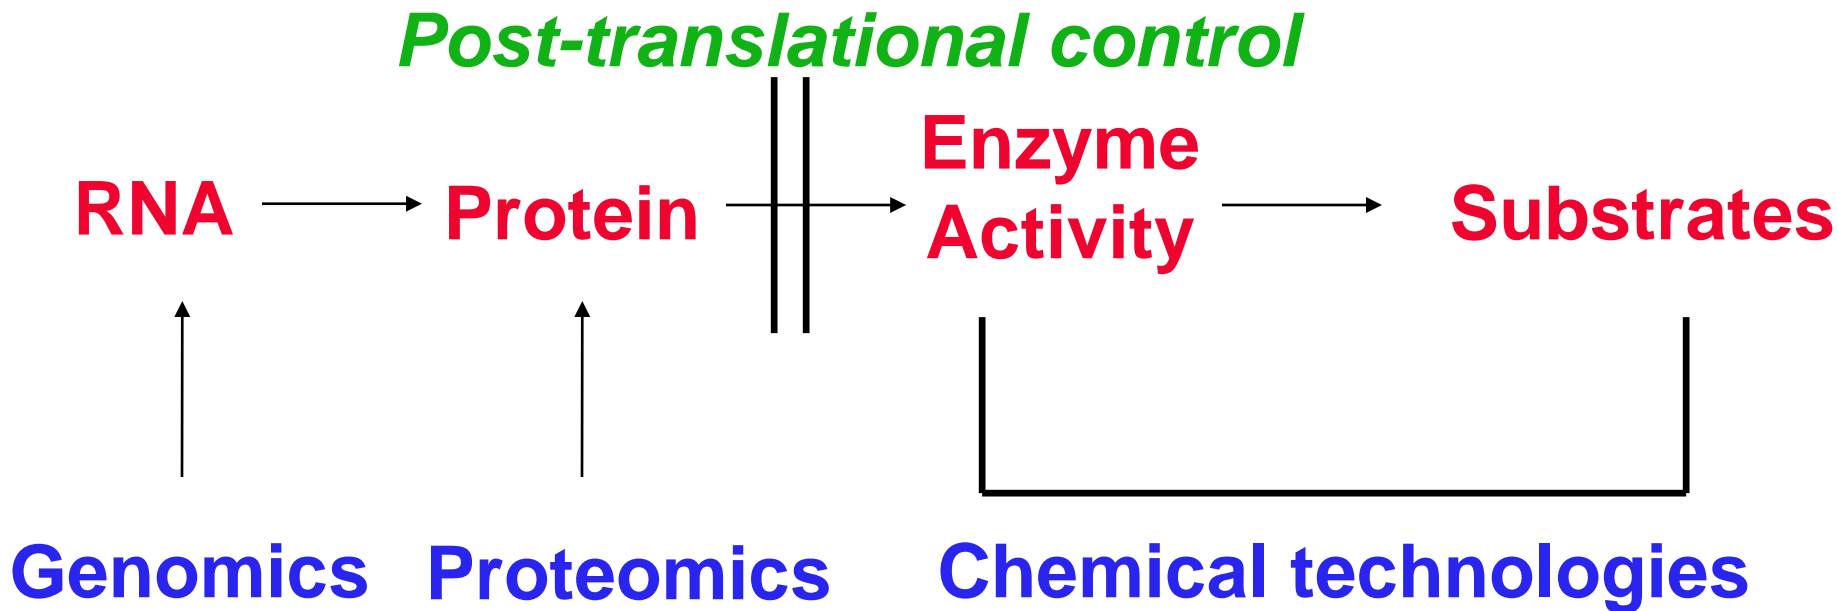 Post-translational control
RNA
Protein
Enzyme
Activity
Substrates
Genomics
Proteomics
Chemical technologies